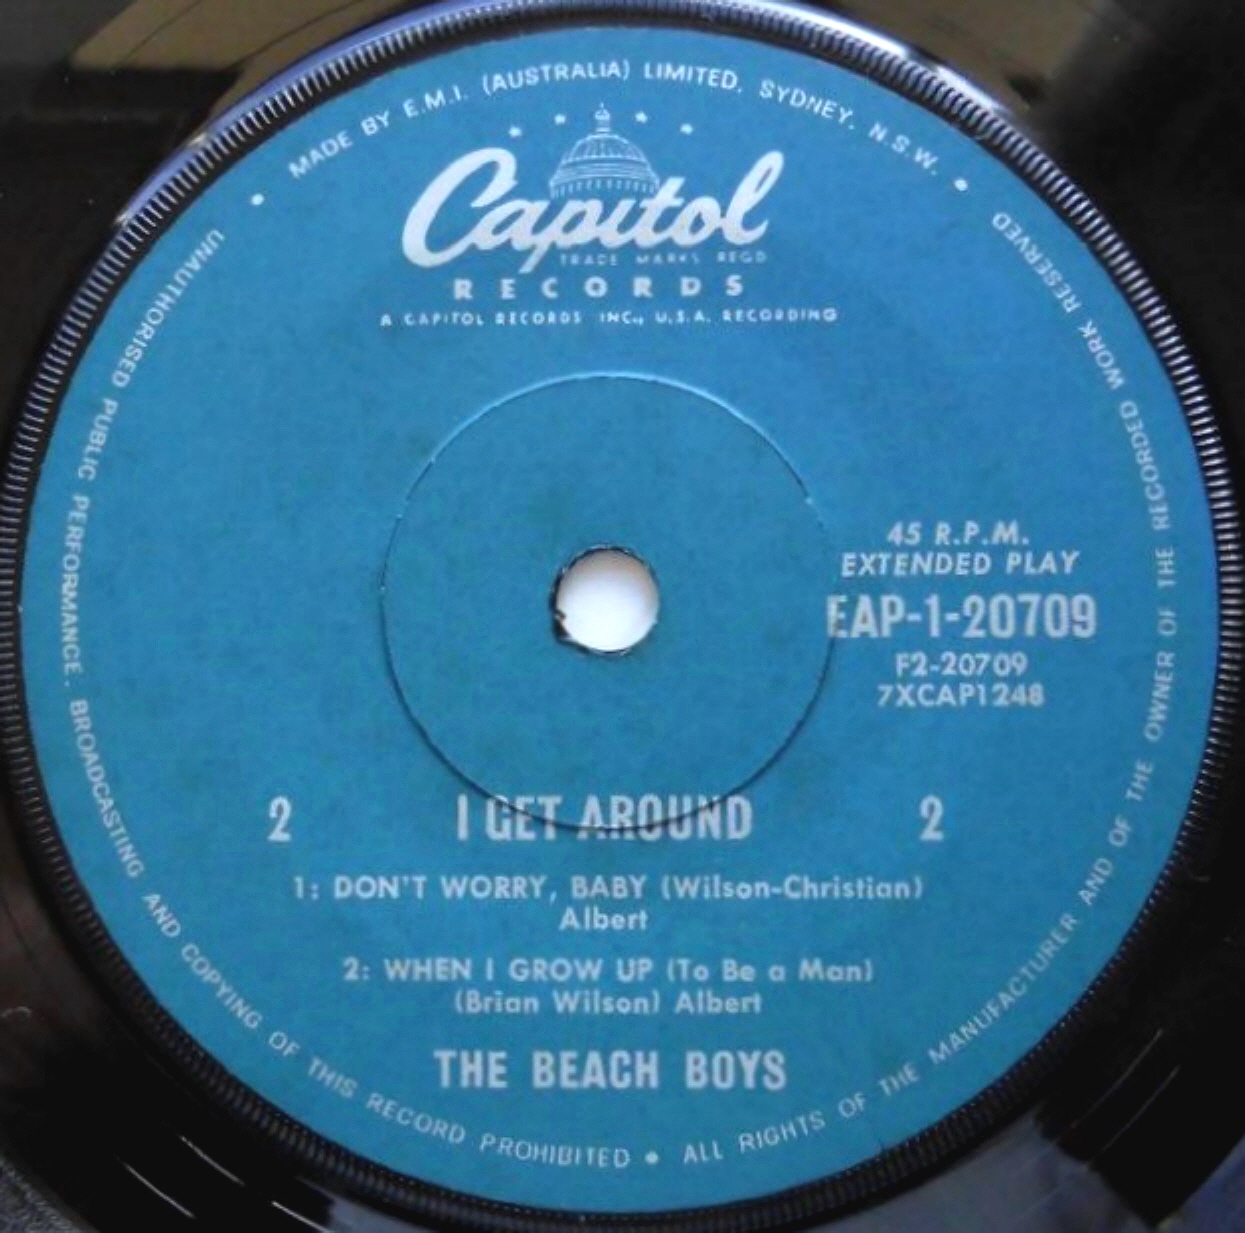 MADE BY E.M.I. (AUSTRALIA) LIMITED. SYDNEY. N.S.W. •
Capitol
TRADE MARKS REGD
RECORDS
A CAPITOL RECORDS INC., U.S.A. RECORDING
45 R.P.M.
EXTENDED PLAY
EAP-1-20709
F2-20709
7XCAP1248
2 I GET AROUND 2
1: DON'T WORRY, BABY (Wilson-Christian)
Albert
2: WHEN I GROW UP (To Be a Man)
(Brian Wilson) Albert
THE BEACH BOYS
• UNAUTHORISED PUBLIC PERFORMANCE. BROADCASTING AND COPYING OF THIS RECORD PROHIBITED • ALL RIGHTS OF THE MANUFACTURER AND OF THE OWNER OF THE RECORDED WORK RESERVED